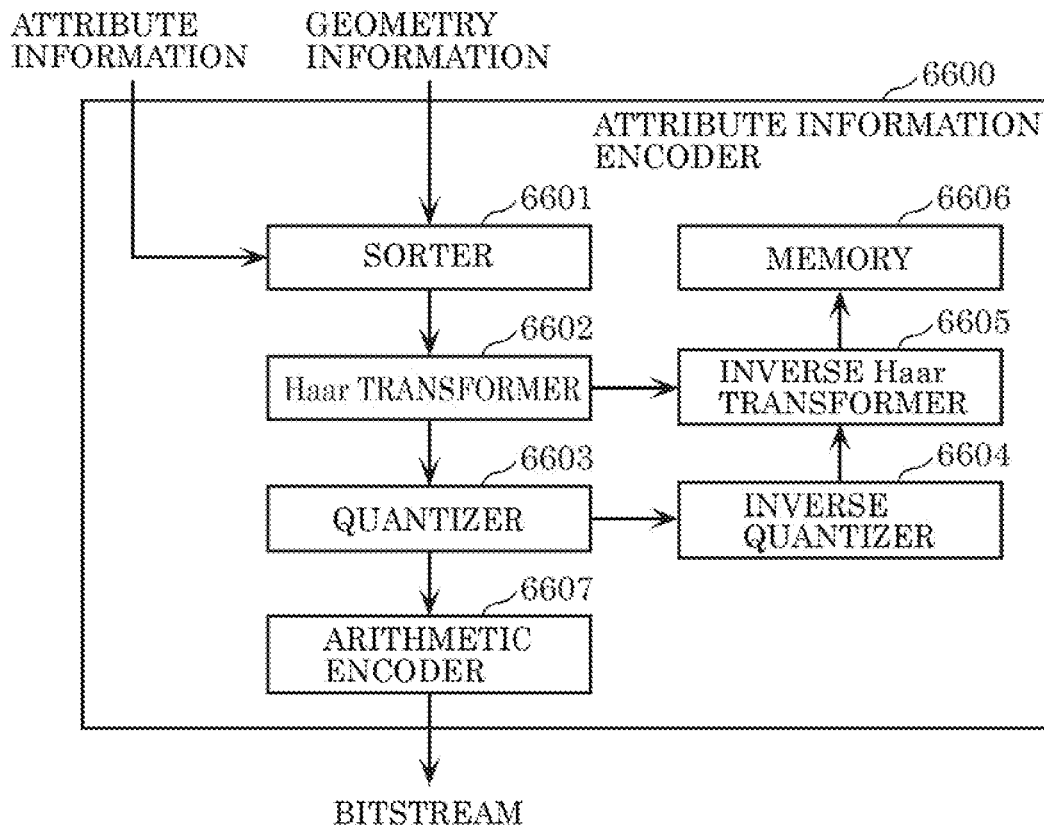 ATTRIBUTE
INFORMATION
GEOMETRY
INFORMATION
6600
ATTRIBUTE INFORMATION
ENCODER
6601
SORTER
6606
MEMORY
6602
Haar TRANSFORMER
6605
INVERSE Haar
TRANSFORMER
6603
QUANTIZER
6604
INVERSE
QUANTIZER
6607
ARITHMETIC
ENCODER
BITSTREAM